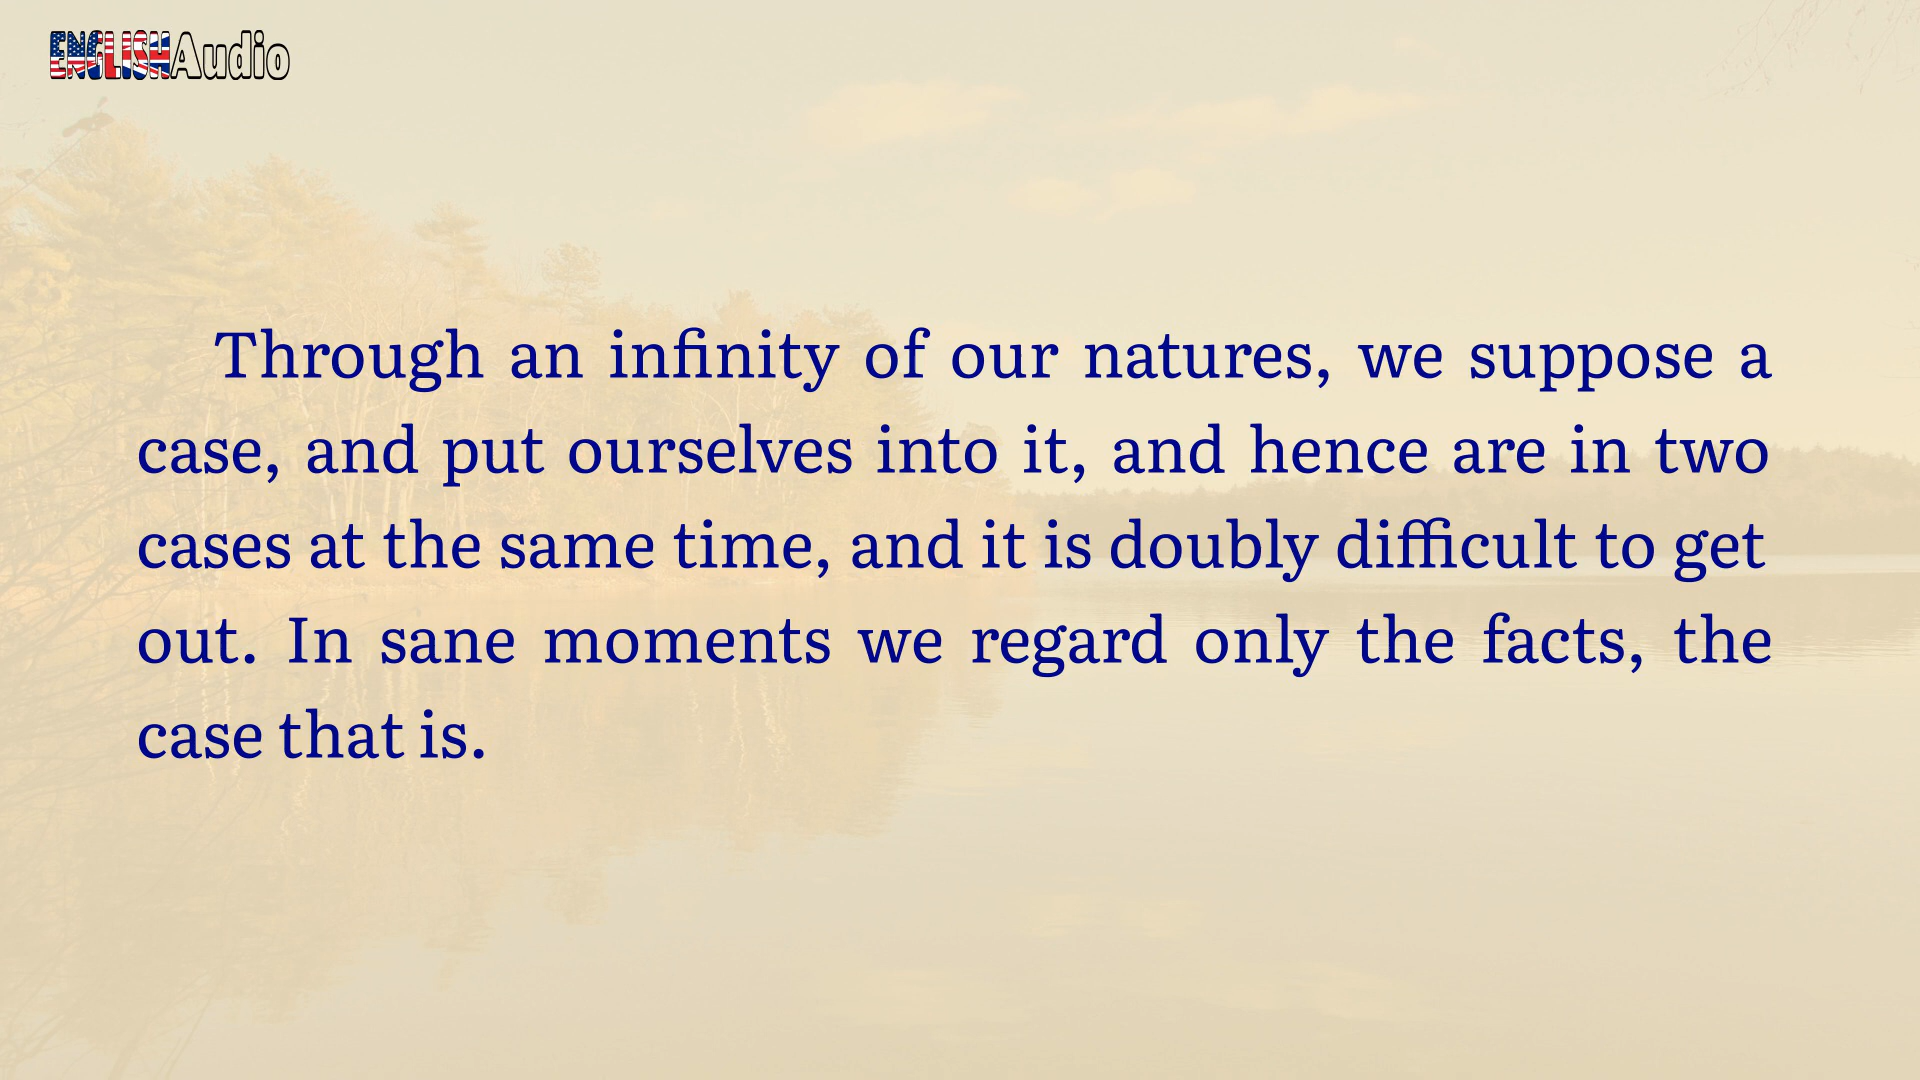 ENGLISHAudio
Through an infinity of our natures, we suppose a
case, and put ourselves into it, and hence are in two
cases at the same time, and it is doubly difficult to get
out. In sane moments we regard only the facts, the
case that is.